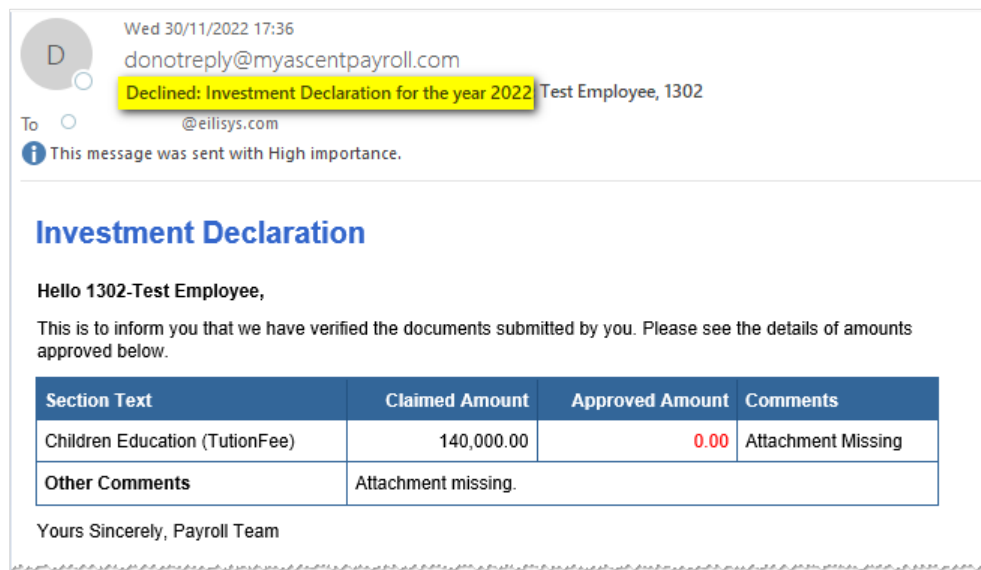 D
Wed 30/11/2022 17:36
donotreply@myascentpayroll.com
Declined: Investment Declaration for the year 2022 Test Employee, 1302
To @eilisys.com
i This message was sent with High importance.
Investment Declaration
Hello 1302-Test Employee,
This is to inform you that we have verified the documents submitted by you. Please see the details of amounts
approved below.
Section Text Claimed Amount Approved Amount Comments
Children Education (TutionFee) 140,000.00 0.00 Attachment Missing
Other Comments Attachment missing.
Yours Sincerely, Payroll Team